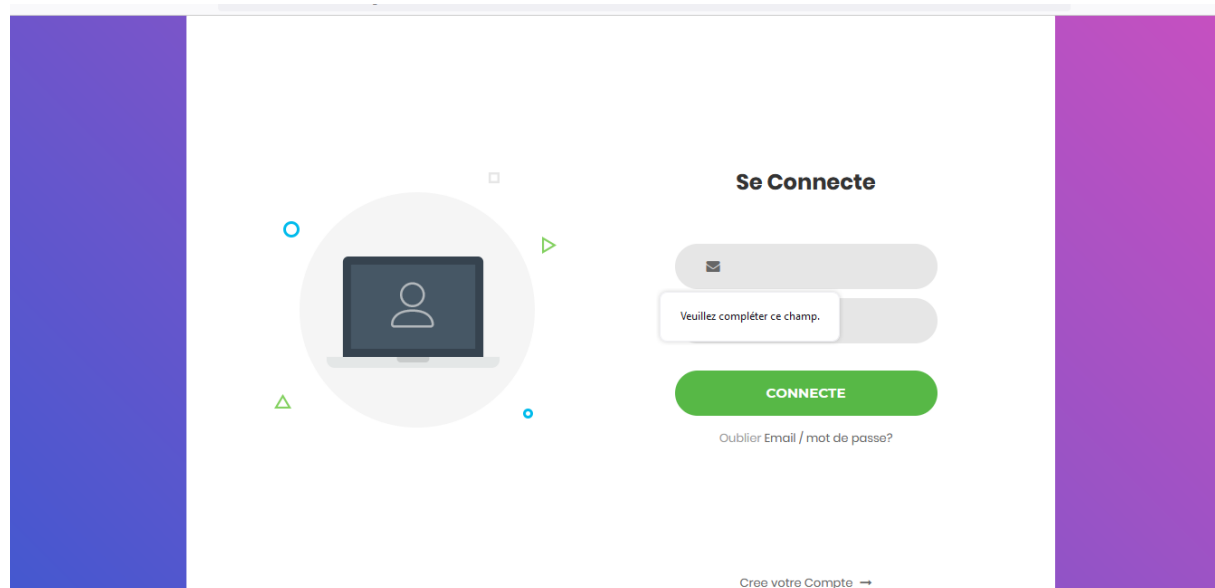 Se Connecte
Veuillez compléter ce champ.
CONNECTE
Oublier Email / mot de passe?
Cree votre Compte →